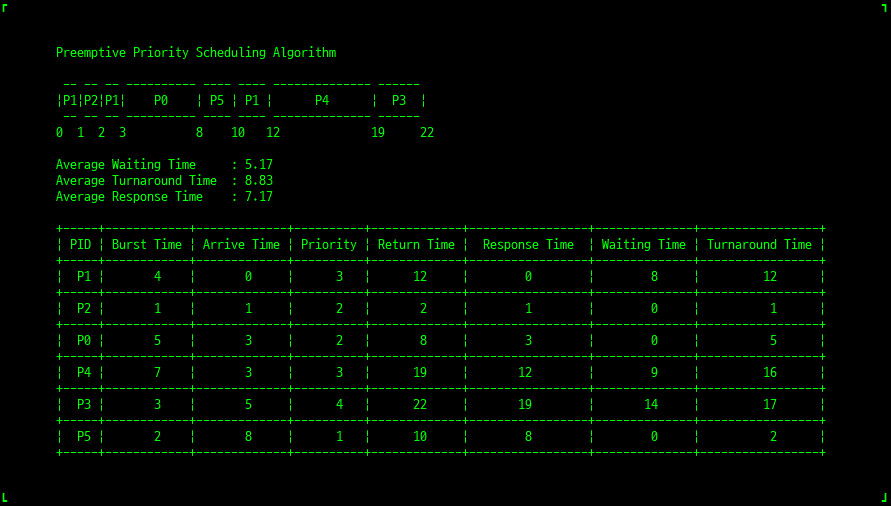 Preemptive Priority Scheduling Algorithm
 -- -- -- ---------- ---- ---- -------------- ------
¦P1¦P2¦P1¦    P0    ¦ P5 ¦ P1 ¦      P4      ¦  P3  ¦
 -- -- -- ---------- ---- ---- -------------- ------
0  1  2  3          8    10   12             19     22
Average Waiting Time     : 5.17
Average Turnaround Time  : 8.83
Average Response Time    : 7.17
+-----+------------+-------------+----------+-------------+-----------------+--------------+-----------------+
¦ PID ¦ Burst Time ¦ Arrive Time ¦ Priority ¦ Return Time ¦  Response Time  ¦ Waiting Time ¦ Turnaround Time ¦
+-----+------------+-------------+----------+-------------+-----------------+--------------+-----------------+
¦  P1 ¦       4    ¦       0     ¦     3    ¦      12     ¦        0        ¦       8      ¦        12       ¦
+-----+------------+-------------+----------+-------------+-----------------+--------------+-----------------+
¦  P2 ¦       1    ¦       1     ¦     2    ¦       2     ¦        1        ¦       0      ¦         1       ¦
+-----+------------+-------------+----------+-------------+-----------------+--------------+-----------------+
¦  P0 ¦       5    ¦       3     ¦     2    ¦       8     ¦        3        ¦       0      ¦         5       ¦
+-----+------------+-------------+----------+-------------+-----------------+--------------+-----------------+
¦  P4 ¦       7    ¦       3     ¦     3    ¦      19     ¦       12        ¦       9      ¦        16       ¦
+-----+------------+-------------+----------+-------------+-----------------+--------------+-----------------+
¦  P3 ¦       3    ¦       5     ¦     4    ¦      22     ¦       19        ¦      14      ¦        17       ¦
+-----+------------+-------------+----------+-------------+-----------------+--------------+-----------------+
¦  P5 ¦       2    ¦       8     ¦     1    ¦      10     ¦        8        ¦       0      ¦         2       ¦
+-----+------------+-------------+----------+-------------+-----------------+--------------+-----------------+